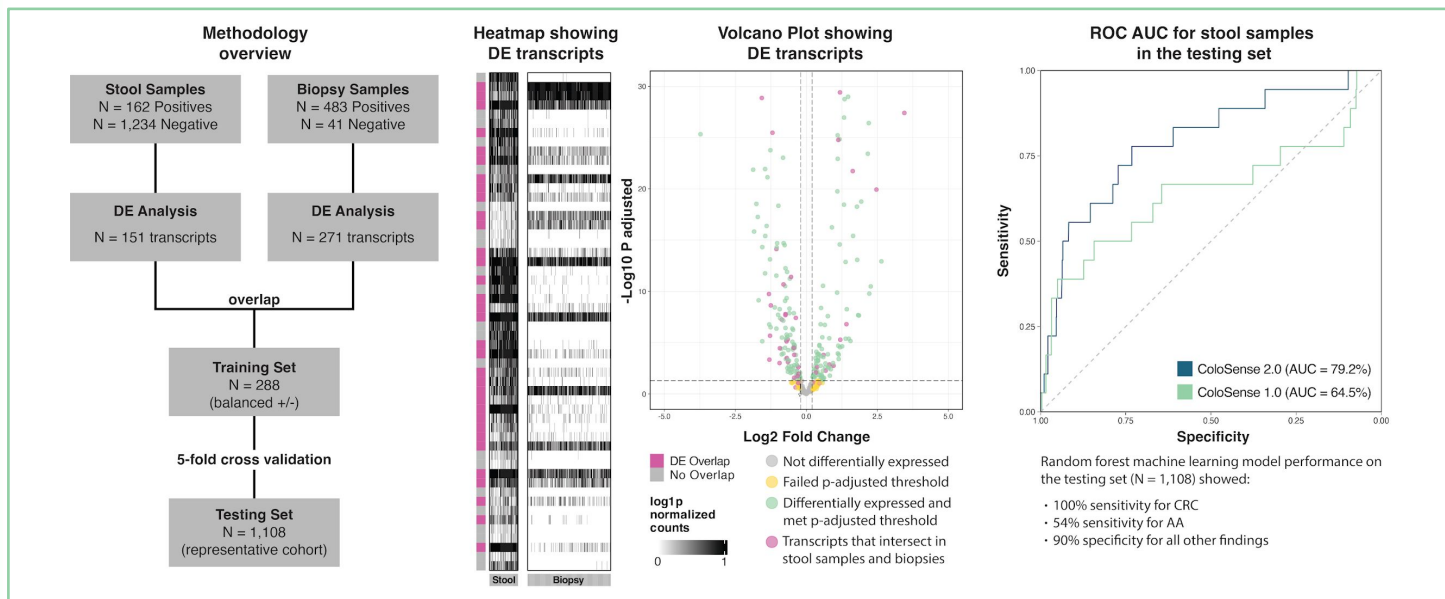 Methodology
overview
Stool Samples
N = 162 Positives
N = 1,234 Negative
Biopsy Samples
N = 483 Positives
N = 41 Negative
DE Analysis
N = 151 transcripts
DE Analysis
N = 271 transcripts
overlap
Training Set
N = 288
(balanced +/-)
5-fold cross validation
Testing Set
N = 1,108
(representative cohort)
Heatmap showing
DE transcripts
Stool
Biopsy
DE Overlap
No Overlap
log1p
normalized
counts
0
1
Volcano Plot showing
DE transcripts
-Log10 P adjusted
30
20
10
0
-5.0
-2.5
0.0
2.5
5.0
Log2 Fold Change
Not differentially expressed
Failed p-adjusted threshold
Differentially expressed and
met p-adjusted threshold
Transcripts that intersect in
stool samples and biopsies
ROC AUC for stool samples
in the testing set
Sensitivity
1.00
0.75
0.50
0.25
0.00
1.00
0.75
0.50
0.25
0.00
Specificity
ColoSense 2.0 (AUC = 79.2%)
ColoSense 1.0 (AUC = 64.5%)
Random forest machine learning model performance on
the testing set (N = 1,108) showed:
• 100% sensitivity for CRC
• 54% sensitivity for AA
• 90% specificity for all other findings